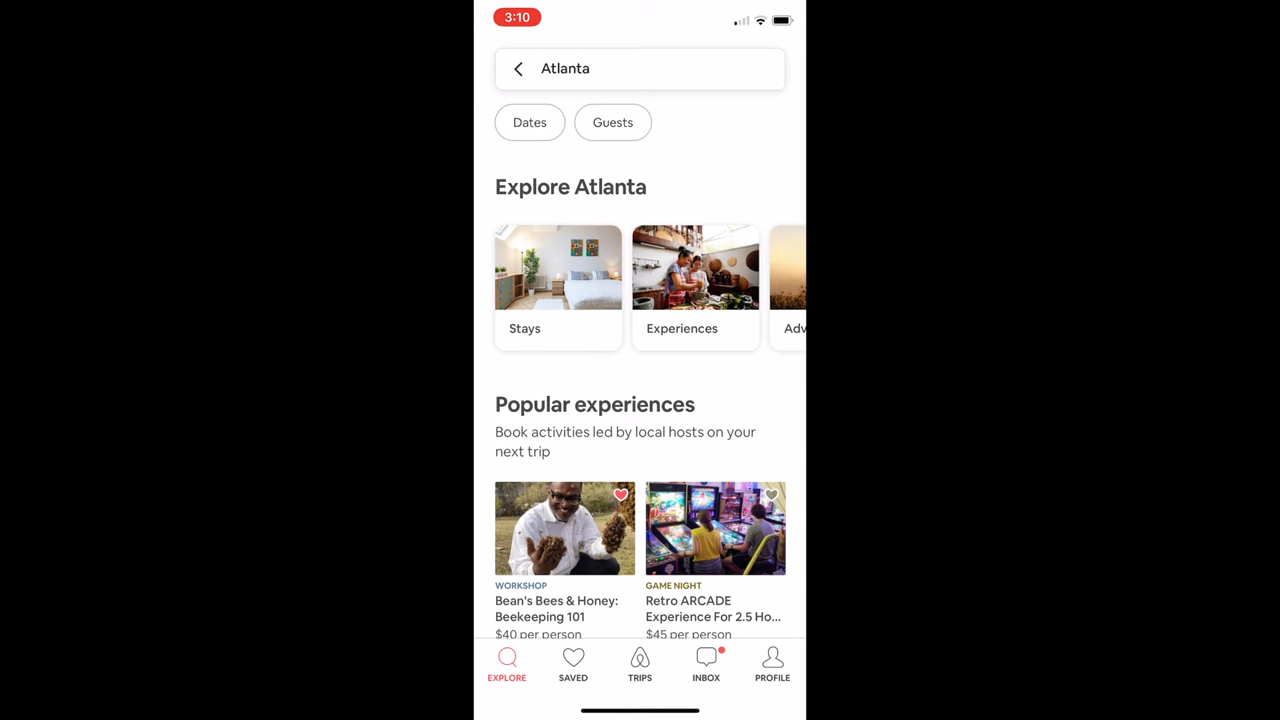 3:10
Atlanta
Dates
Guests
Explore Atlanta
Stays
Experiences
Adv
Popular experiences
Book activities led by local hosts on your
next trip
WORKSHOP
Bean's Bees & Honey:
Beekeeping 101
$40 per person
GAME NIGHT
Retro ARCADE
Experience For 2.5 Ho...
$45 per person
EXPLORE
SAVED
TRIPS
INBOX
PROFILE